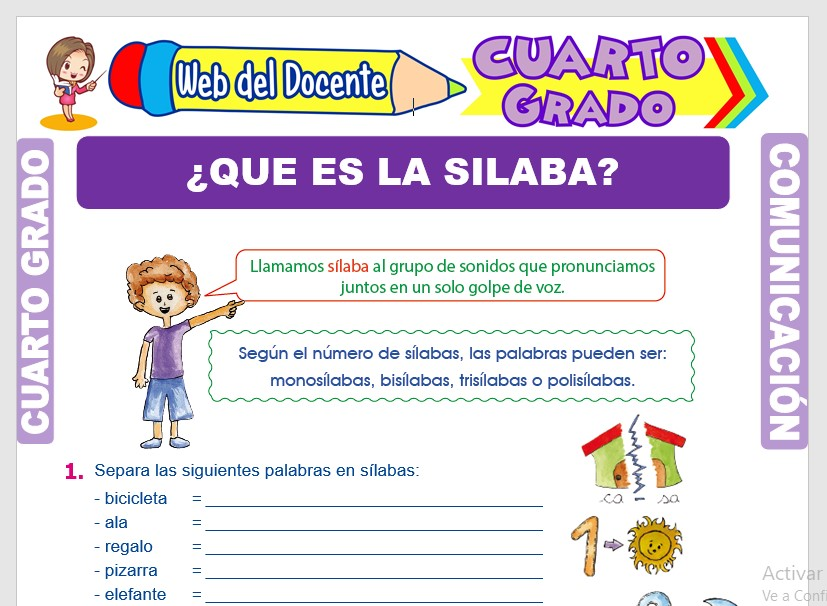 Web del Docente
CUARTO
GRADO
CUARTO GRADO
COMUNICACIÓN
¿QUE ES LA SILABA?
Llamamos sílaba al grupo de sonidos que pronunciamos
juntos en un solo golpe de voz.
Según el número de sílabas, las palabras pueden ser:
monosílabas, bisílabas, trisílabas o polisílabas.
1. Separa las siguientes palabras en sílabas:
- bicicleta = ____________________
- ala = ____________________
- regalo = ____________________
- pizarra = ____________________
- elefante = ____________________
ca - sa
1
Activar
Ve a Confi